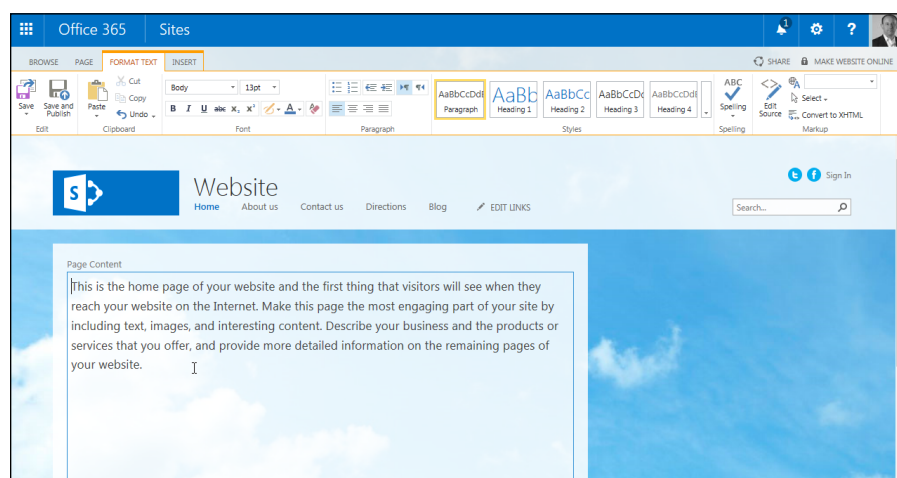 Office 365 Sites 1 ?
BROWSE PAGE FORMAT TEXT INSERT SHARE MAKE WEBSITE ONLINE
Save Save and Publish Paste Cut Copy Undo
Body 13pt
B I U abc X₂ X² A
AaBbCcDdE AaBb AaBbCc AaBbCcDc AaBbCcDdE
Paragraph Heading 1 Heading 2 Heading 3 Heading 4
ABC Spelling Edit Source Select Convert to XHTML
Edit Clipboard Font Paragraph Styles Spelling Markup
S
Website
Sign In
Home About us Contact us Directions Blog EDIT LINKS
Search...
Page Content
This is the home page of your website and the first thing that visitors will see when they
reach your website on the Internet. Make this page the most engaging part of your site by
including text, images, and interesting content. Describe your business and the products or
services that you offer, and provide more detailed information on the remaining pages of
your website.